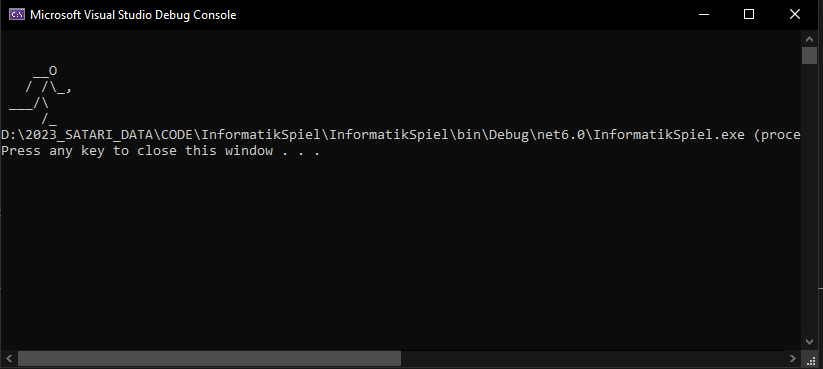 Microsoft Visual Studio Debug Console
    __O
   / /\_,
 ___/\
     /_
D:\2023_SATARI_DATA\CODE\InformatikSpiel\InformatikSpiel\bin\Debug\net6.0\InformatikSpiel.exe (proce
Press any key to close this window . . .